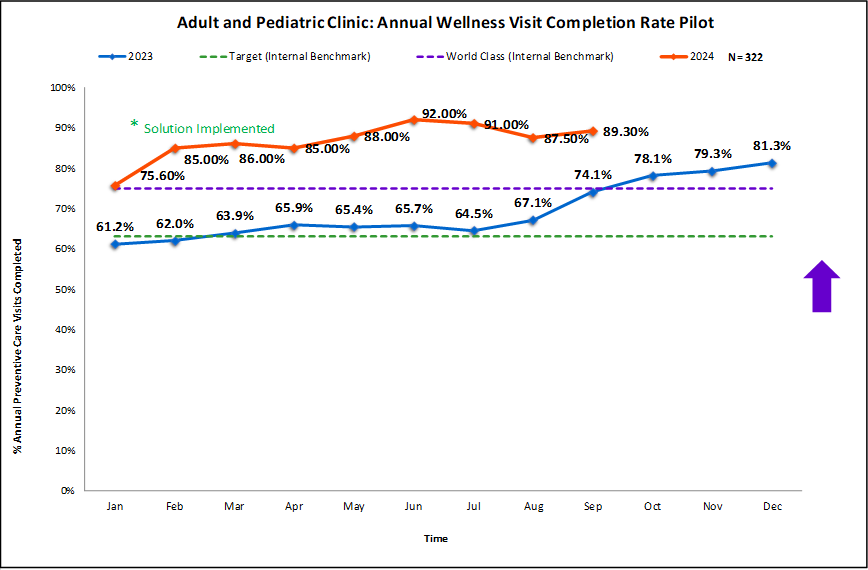 Adult and Pediatric Clinic: Annual Wellness Visit Completion Rate Pilot
2023 Target (Internal Benchmark) World Class (Internal Benchmark) 2024 N= 322
100%
90%
80%
70%
60%
50%
40%
30%
20%
10%
0%
% Annual Preventive Care Visits Completed
* Solution Implemented
75.60% 85.00% 86.00% 85.00% 88.00% 92.00% 91.00% 87.50% 89.30%
61.2% 62.0% 63.9% 65.9% 65.4% 65.7% 64.5% 67.1% 74.1% 78.1% 79.3% 81.3%
Jan Feb Mar Apr May Jun Jul Aug Sep Oct Nov Dec
Time